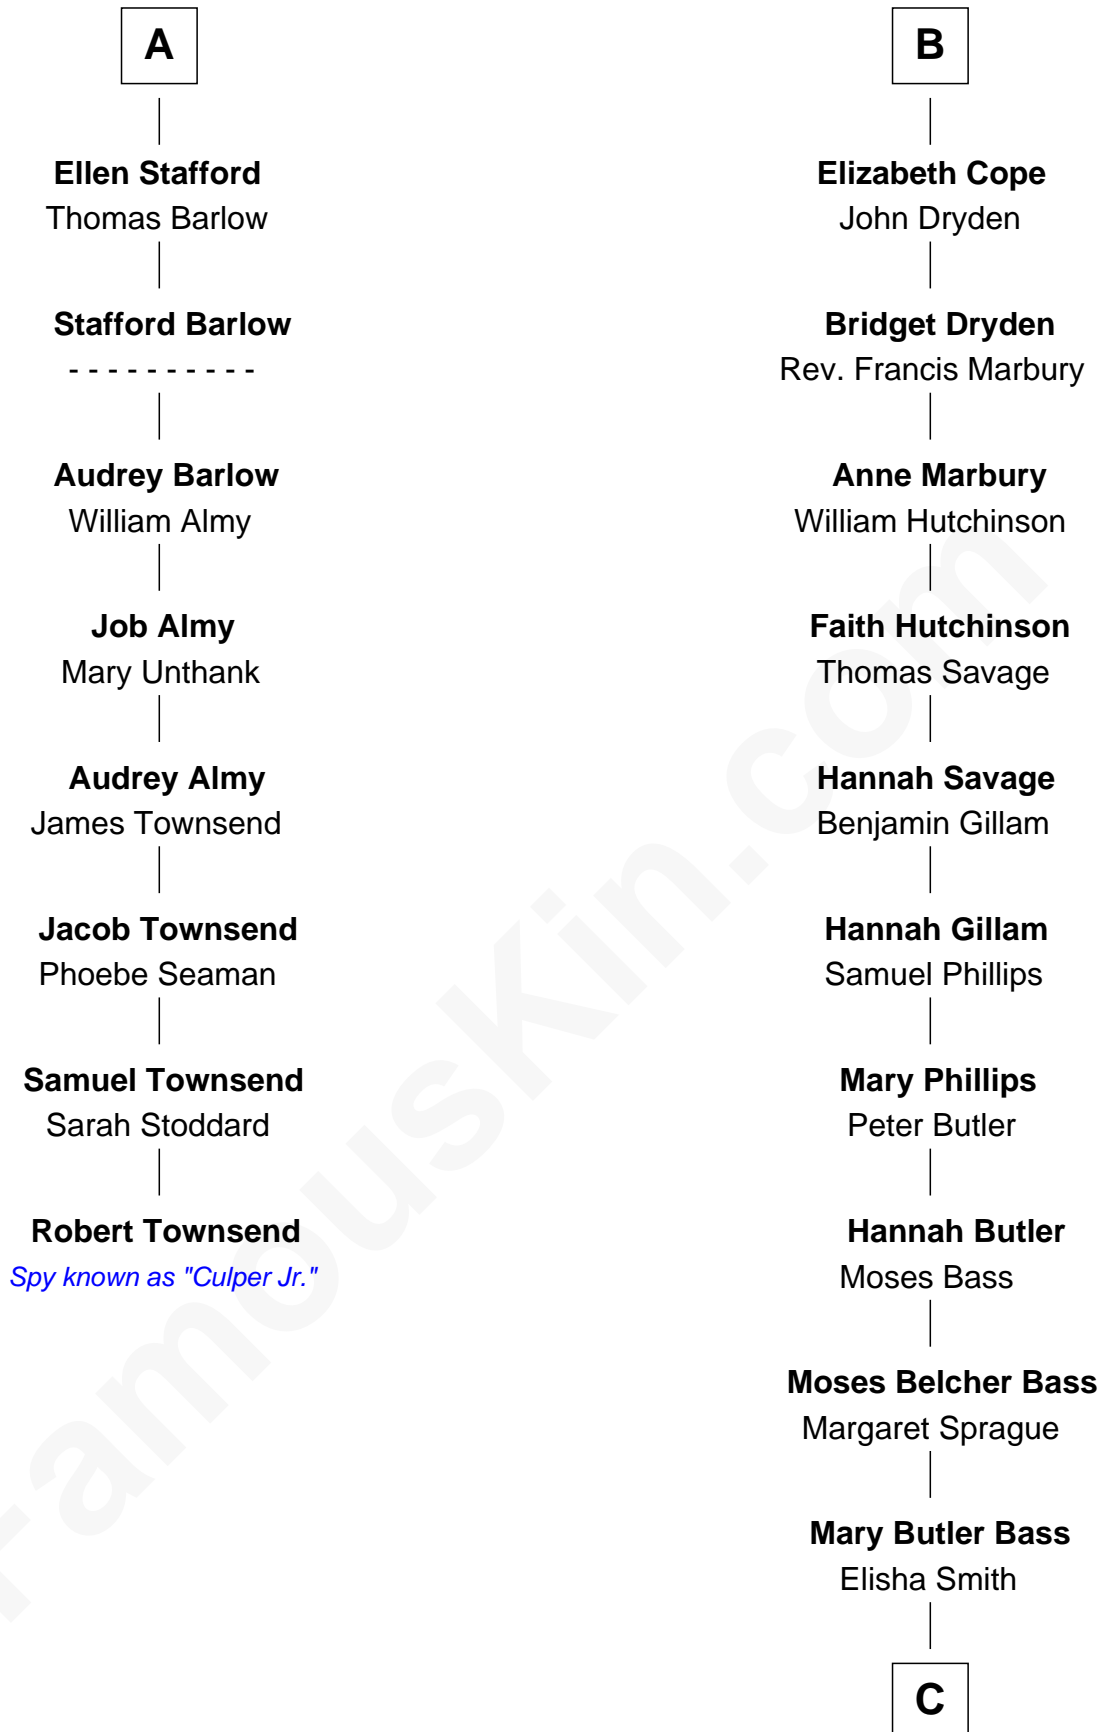 A
Ellen Stafford
Thomas Barlow
Stafford Barlow
- - - - - - - - - -
Audrey Barlow
William Almy
Job Almy
Mary Unthank
Audrey Almy
James Townsend
Jacob Townsend
Phoebe Seaman
Samuel Townsend
Sarah Stoddard
Robert Townsend
Spy known as "Culper Jr."
B
Elizabeth Cope
John Dryden
Bridget Dryden
Rev. Francis Marbury
Anne Marbury
William Hutchinson
Faith Hutchinson
Thomas Savage
Hannah Savage
Benjamin Gillam
Hannah Gillam
Samuel Phillips
Mary Phillips
Peter Butler
Hannah Butler
Moses Bass
Moses Belcher Bass
Margaret Sprague
Mary Butler Bass
Elisha Smith
C
FamousKin.com